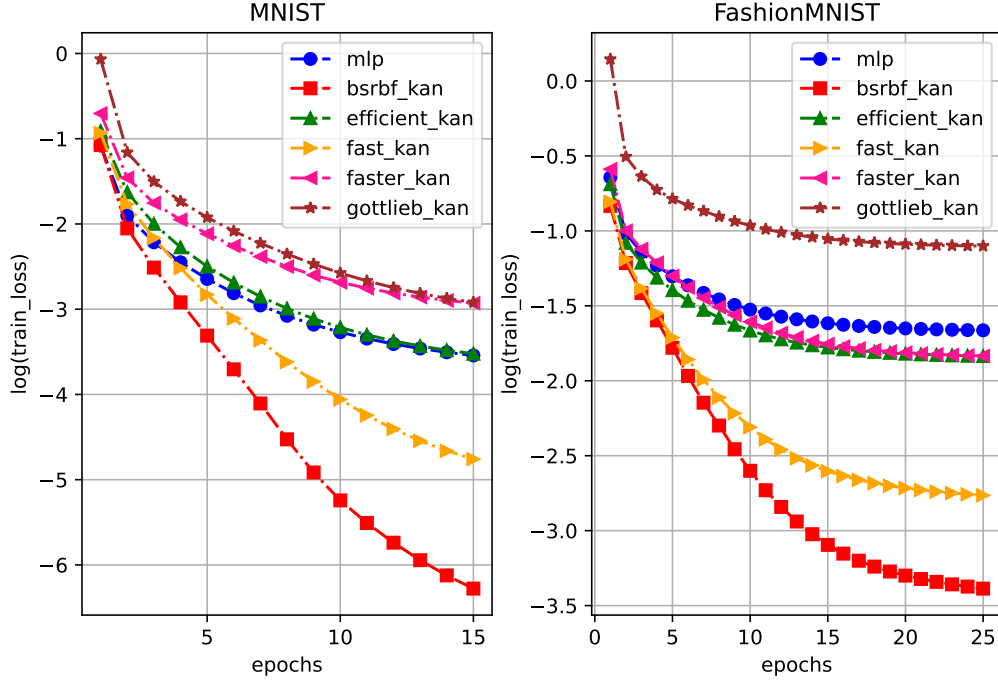 MNIST
log(train_loss)
0
−1
−2
−3
−4
−5
−6
5
10
15
epochs
mlp
bsrbf_kan
efficient_kan
fast_kan
faster_kan
gottlieb_kan
FashionMNIST
log(train_loss)
0.0
−0.5
−1.0
−1.5
−2.0
−2.5
−3.0
−3.5
0
5
10
15
20
25
epochs
mlp
bsrbf_kan
efficient_kan
fast_kan
faster_kan
gottlieb_kan